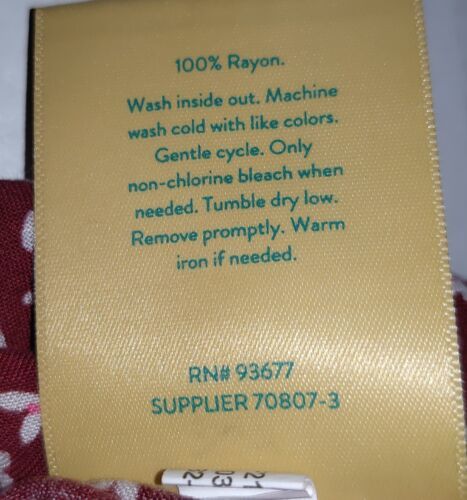 100% Rayon.
Wash inside out. Machine
wash cold with like colors.
Gentle cycle. Only
non-chlorine bleach when
needed. Tumble dry low.
Remove promptly. Warm
iron if needed.
RN# 93677
SUPPLIER 70807-3